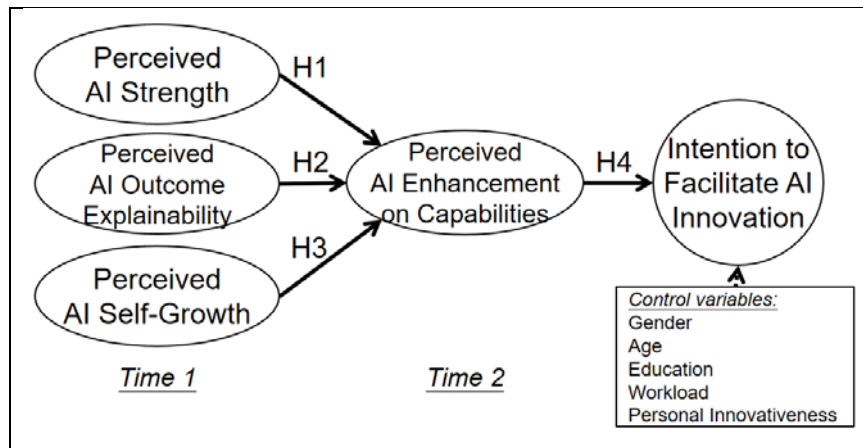 Perceived
AI Strength
H1
Perceived
AI Outcome
Explainability
H2
Perceived
AI Enhancement
on Capabilities
H4
Intention to
Facilitate AI
Innovation
H3
Perceived
AI Self-Growth
Time 1
Time 2
Control variables:
Gender
Age
Education
Workload
Personal Innovativeness